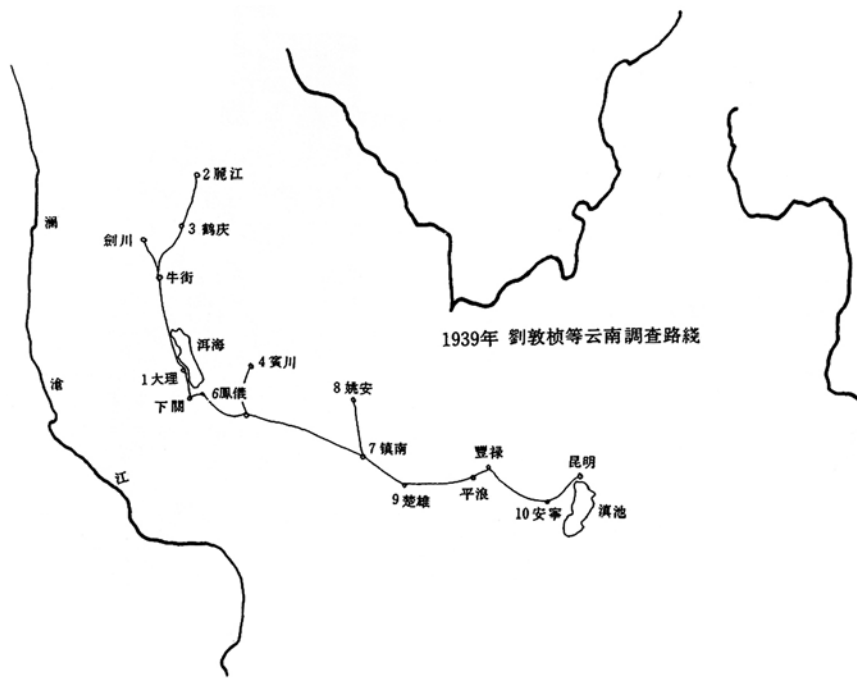 2 麗江
3 鹤庆
劍川
牛街
瀾
洱海
1939年 劉敦桢等云南調查路綫
4 賓川
1大理
滄
8 姚安
6鳳儀
下關
7 镇南
豐禄
昆明
江
平浪
9 楚雄
10 安寧
滇池